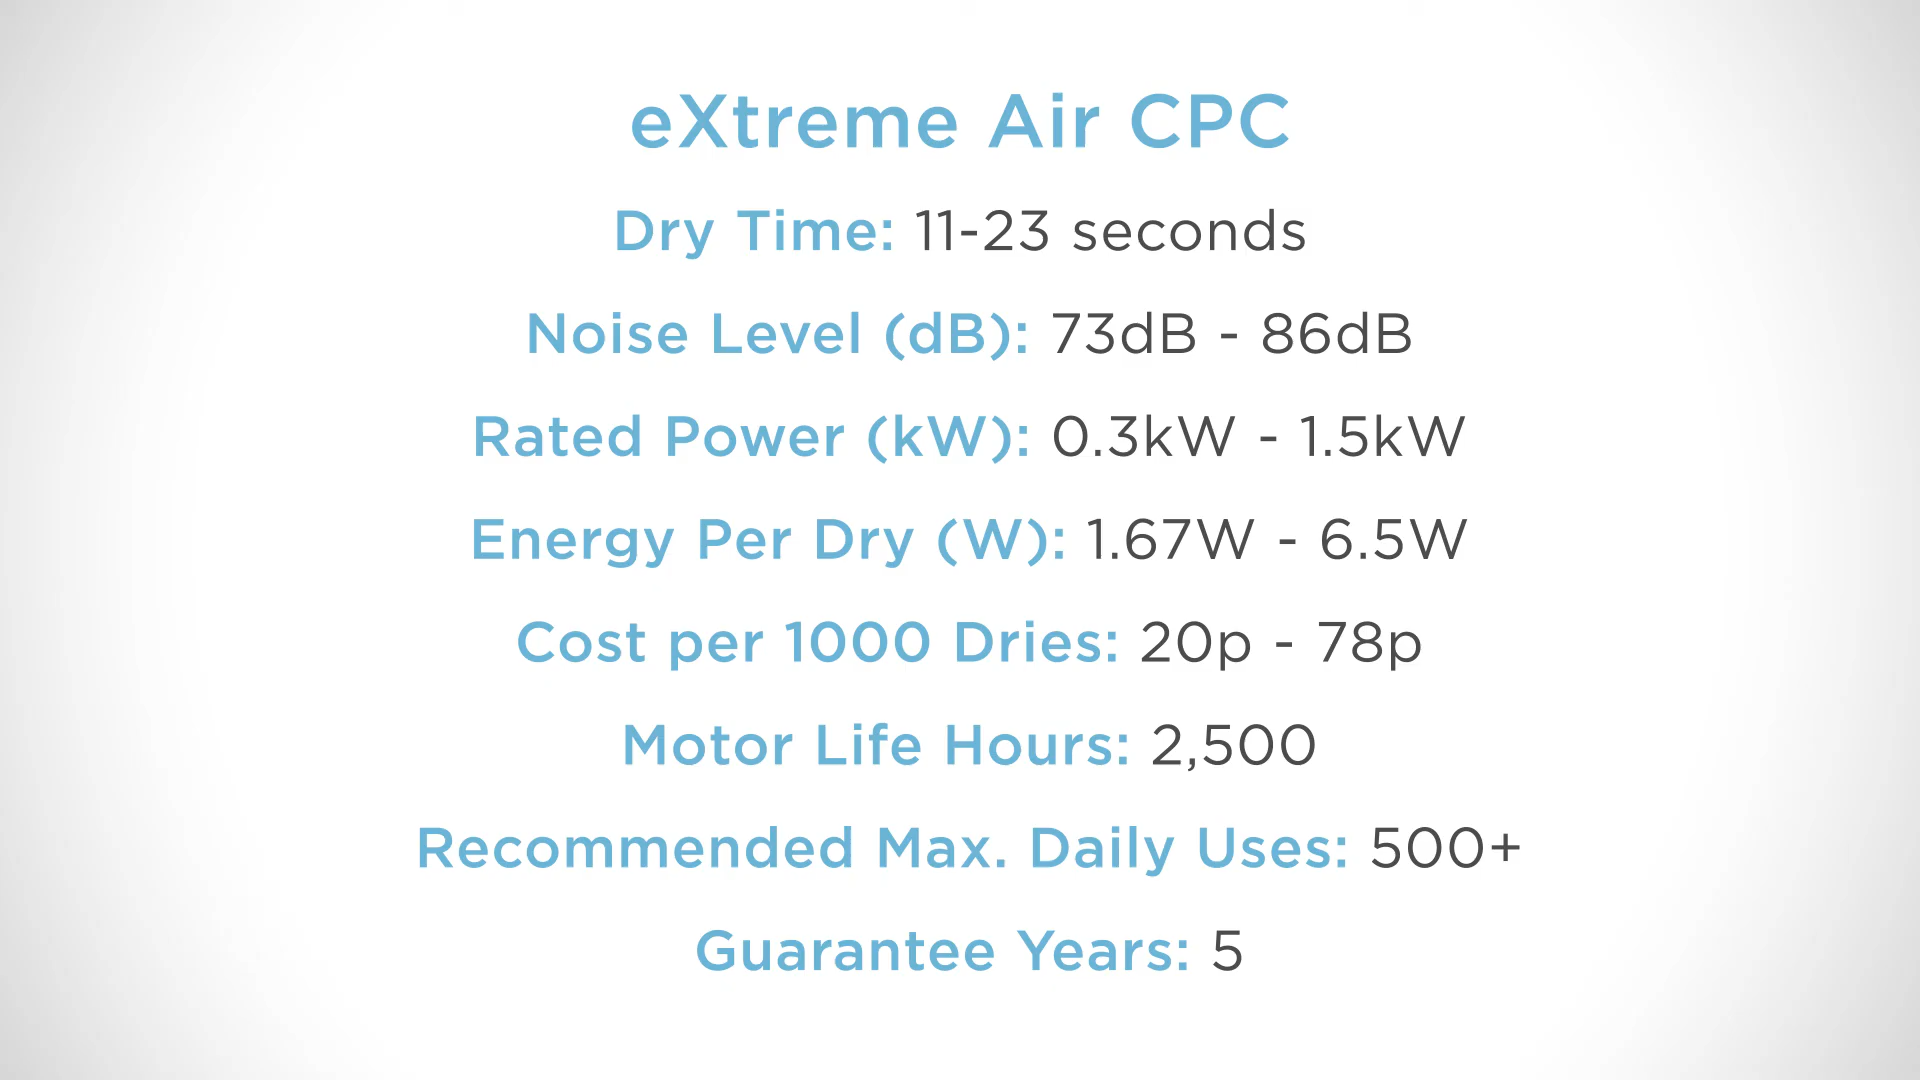 eXtreme Air CPC
Dry Time: 11-23 seconds
Noise Level (dB): 73dB - 86dB
Rated Power (kW): 0.3kW - 1.5kW
Energy Per Dry (W): 1.67W - 6.5W
Cost per 1000 Dries: 20p - 78p
Motor Life Hours: 2,500
Recommended Max. Daily Uses: 500+
Guarantee Years: 5